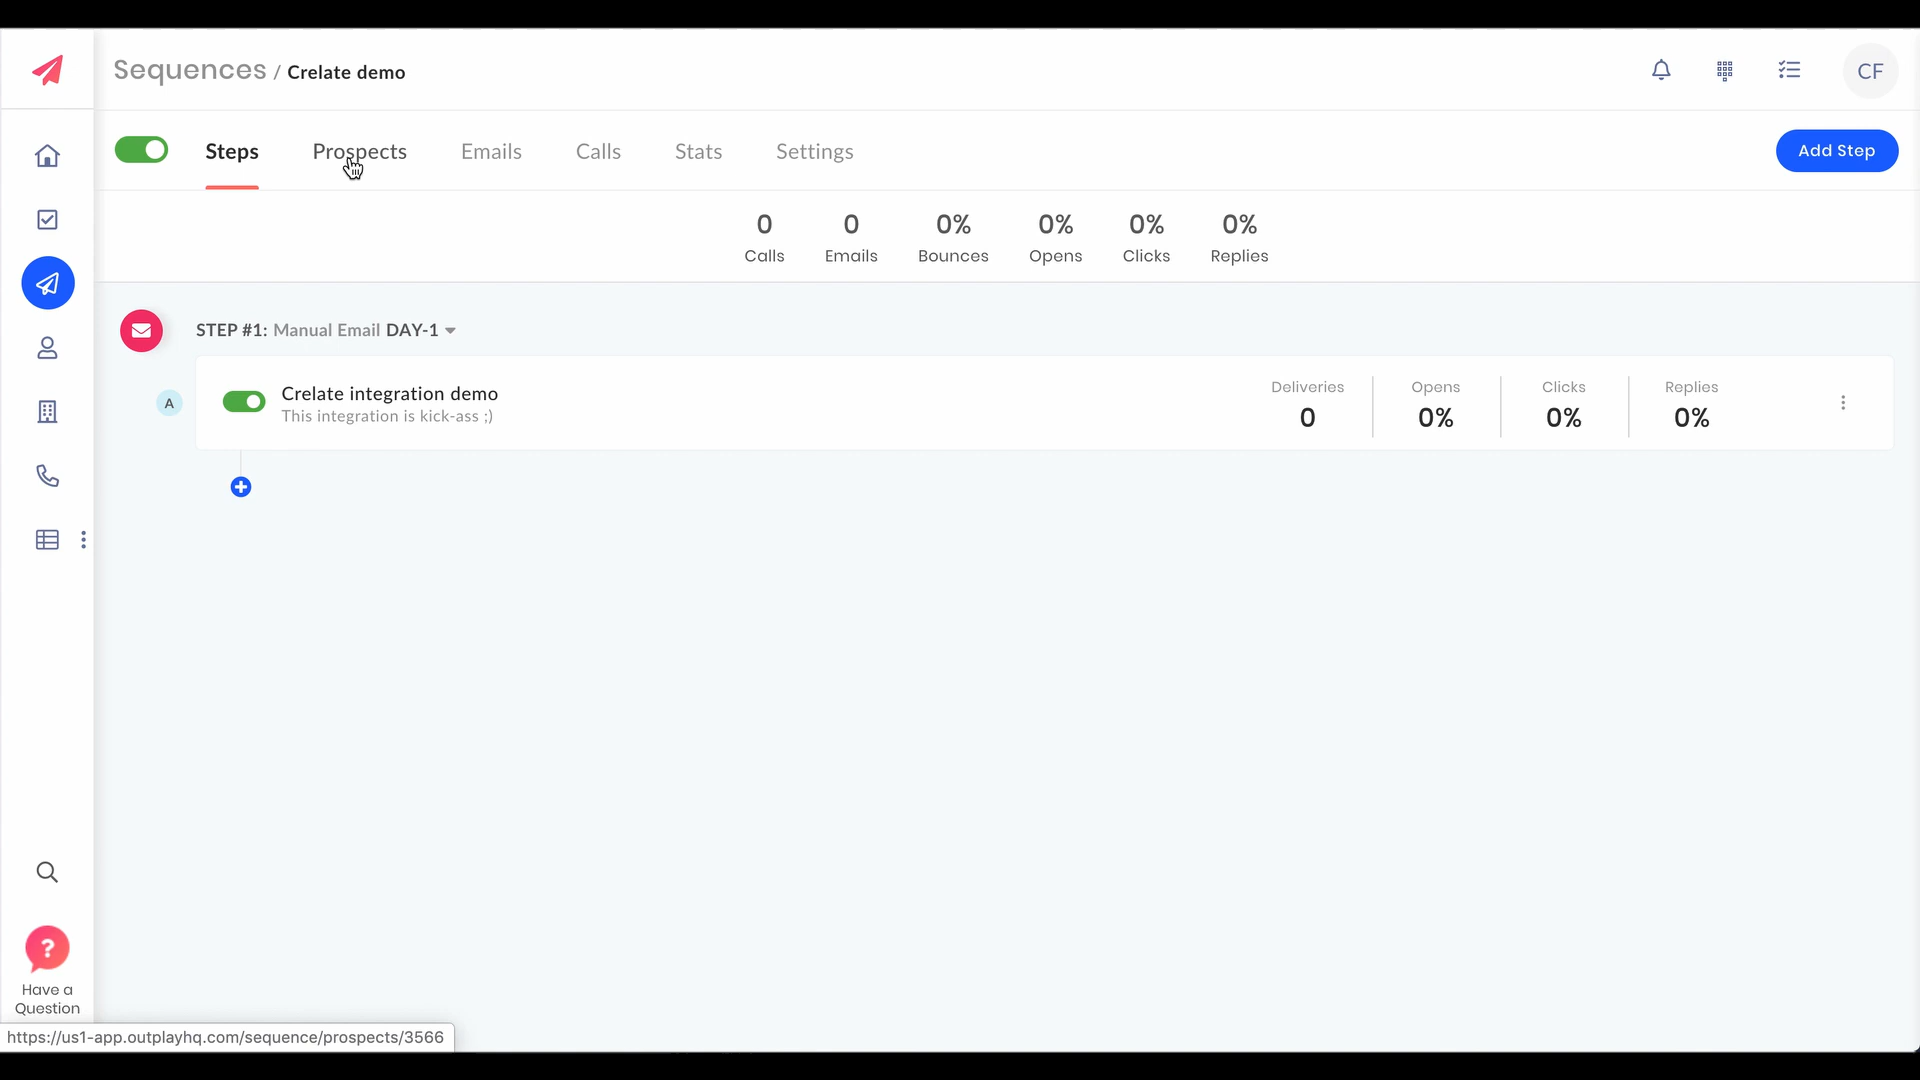 Sequences / Crelate demo
CF
Steps Prospects Emails Calls Stats Settings
Add Step
0 0 0% 0% 0% 0%
Calls Emails Bounces Opens Clicks Replies
STEP #1: Manual Email DAY-1
A
Crelate integration demo
This integration is kick-ass ;)
Deliveries Opens Clicks Replies
0 0% 0% 0%
?
Have a
Question
https://us1-app.outplayhq.com/sequence/prospects/3566